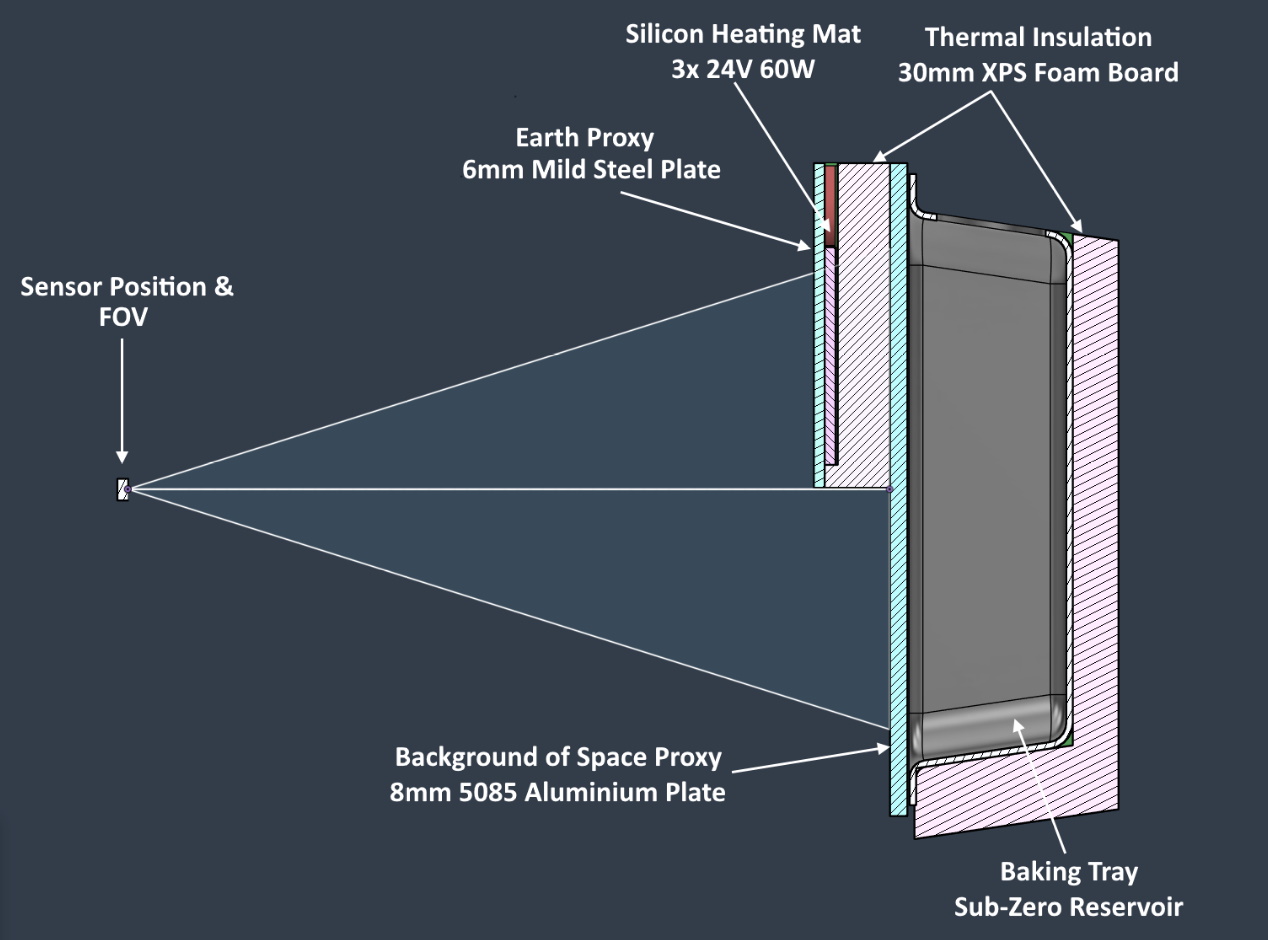 Silicon Heating Mat
3x 24V 60W
Thermal Insulation
30mm XPS Foam Board
Earth Proxy
6mm Mild Steel Plate
Sensor Position &
FOV
Background of Space Proxy
8mm 5085 Aluminium Plate
Baking Tray
Sub-Zero Reservoir